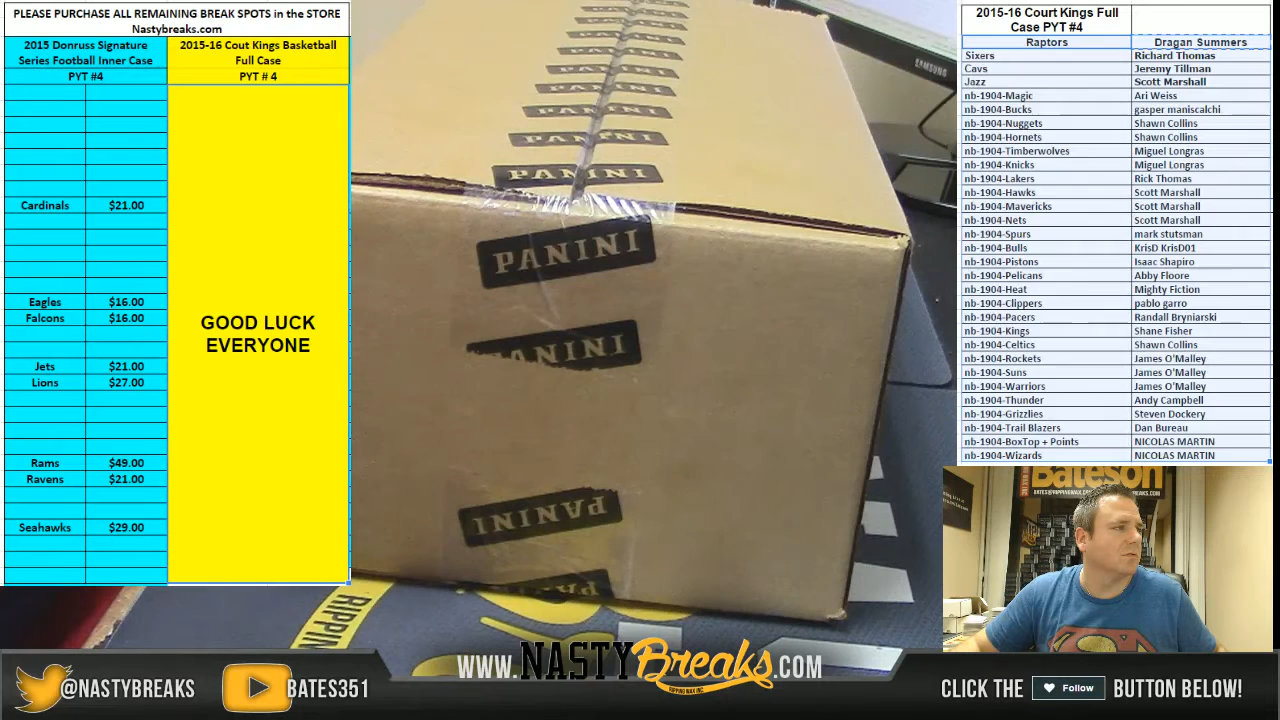 PLEASE PURCHASE ALL REMAINING BREAK SPOTS in the STORE
Nastybreaks.com
2015 Donruss Signature
Series Football Inner Case
PYT #4
2015-16 Cout Kings Basketball
Full Case
PYT # 4
Cardinals $21.00
Eagles $16.00
Falcons $16.00
Jets $21.00
Lions $27.00
Rams $49.00
Ravens $21.00
Seahawks $29.00
GOOD LUCK
EVERYONE
PANINI
PANINI
PANINI
PANINI
PANINI
PANINI
PANINI
PANINI
SAMSUNG
2015-16 Court Kings Full
Case PYT #4
Raptors Dragan Summers
Sixers Richard Thomas
Cavs Jeremy Tillman
Jazz Scott Marshall
nb-1904-Magic Ari Weiss
nb-1904-Bucks gasper maniscalchi
nb-1904-Nuggets Shawn Collins
nb-1904-Hornets Shawn Collins
nb-1904-Timberwolves Miguel Longras
nb-1904-Knicks Miguel Longras
nb-1904-Lakers Rick Thomas
nb-1904-Hawks Scott Marshall
nb-1904-Mavericks Scott Marshall
nb-1904-Nets Scott Marshall
nb-1904-Spurs mark stutsman
nb-1904-Bulls KrisD KrisD01
nb-1904-Pistons Isaac Shapiro
nb-1904-Pelicans Abby Floore
nb-1904-Heat Mighty Fiction
nb-1904-Clippers pablo garro
nb-1904-Pacers Randall Bryniarski
nb-1904-Kings Shane Fisher
nb-1904-Celtics Shawn Collins
nb-1904-Rockets James O'Malley
nb-1904-Suns James O'Malley
nb-1904-Warriors James O'Malley
nb-1904-Thunder Andy Campbell
nb-1904-Grizzlies Steven Dockery
nb-1904-Trail Blazers Dan Bureau
nb-1904-BoxTop + Points NICOLAS MARTIN
nb-1904-Wizards NICOLAS MARTIN
Bateson
RIPPIN
@NASTYBREAKS
BATES351
WWW.NASTYBreaks.COM
RIPPING WAX INC
CLICK THE Follow BUTTON BELOW!